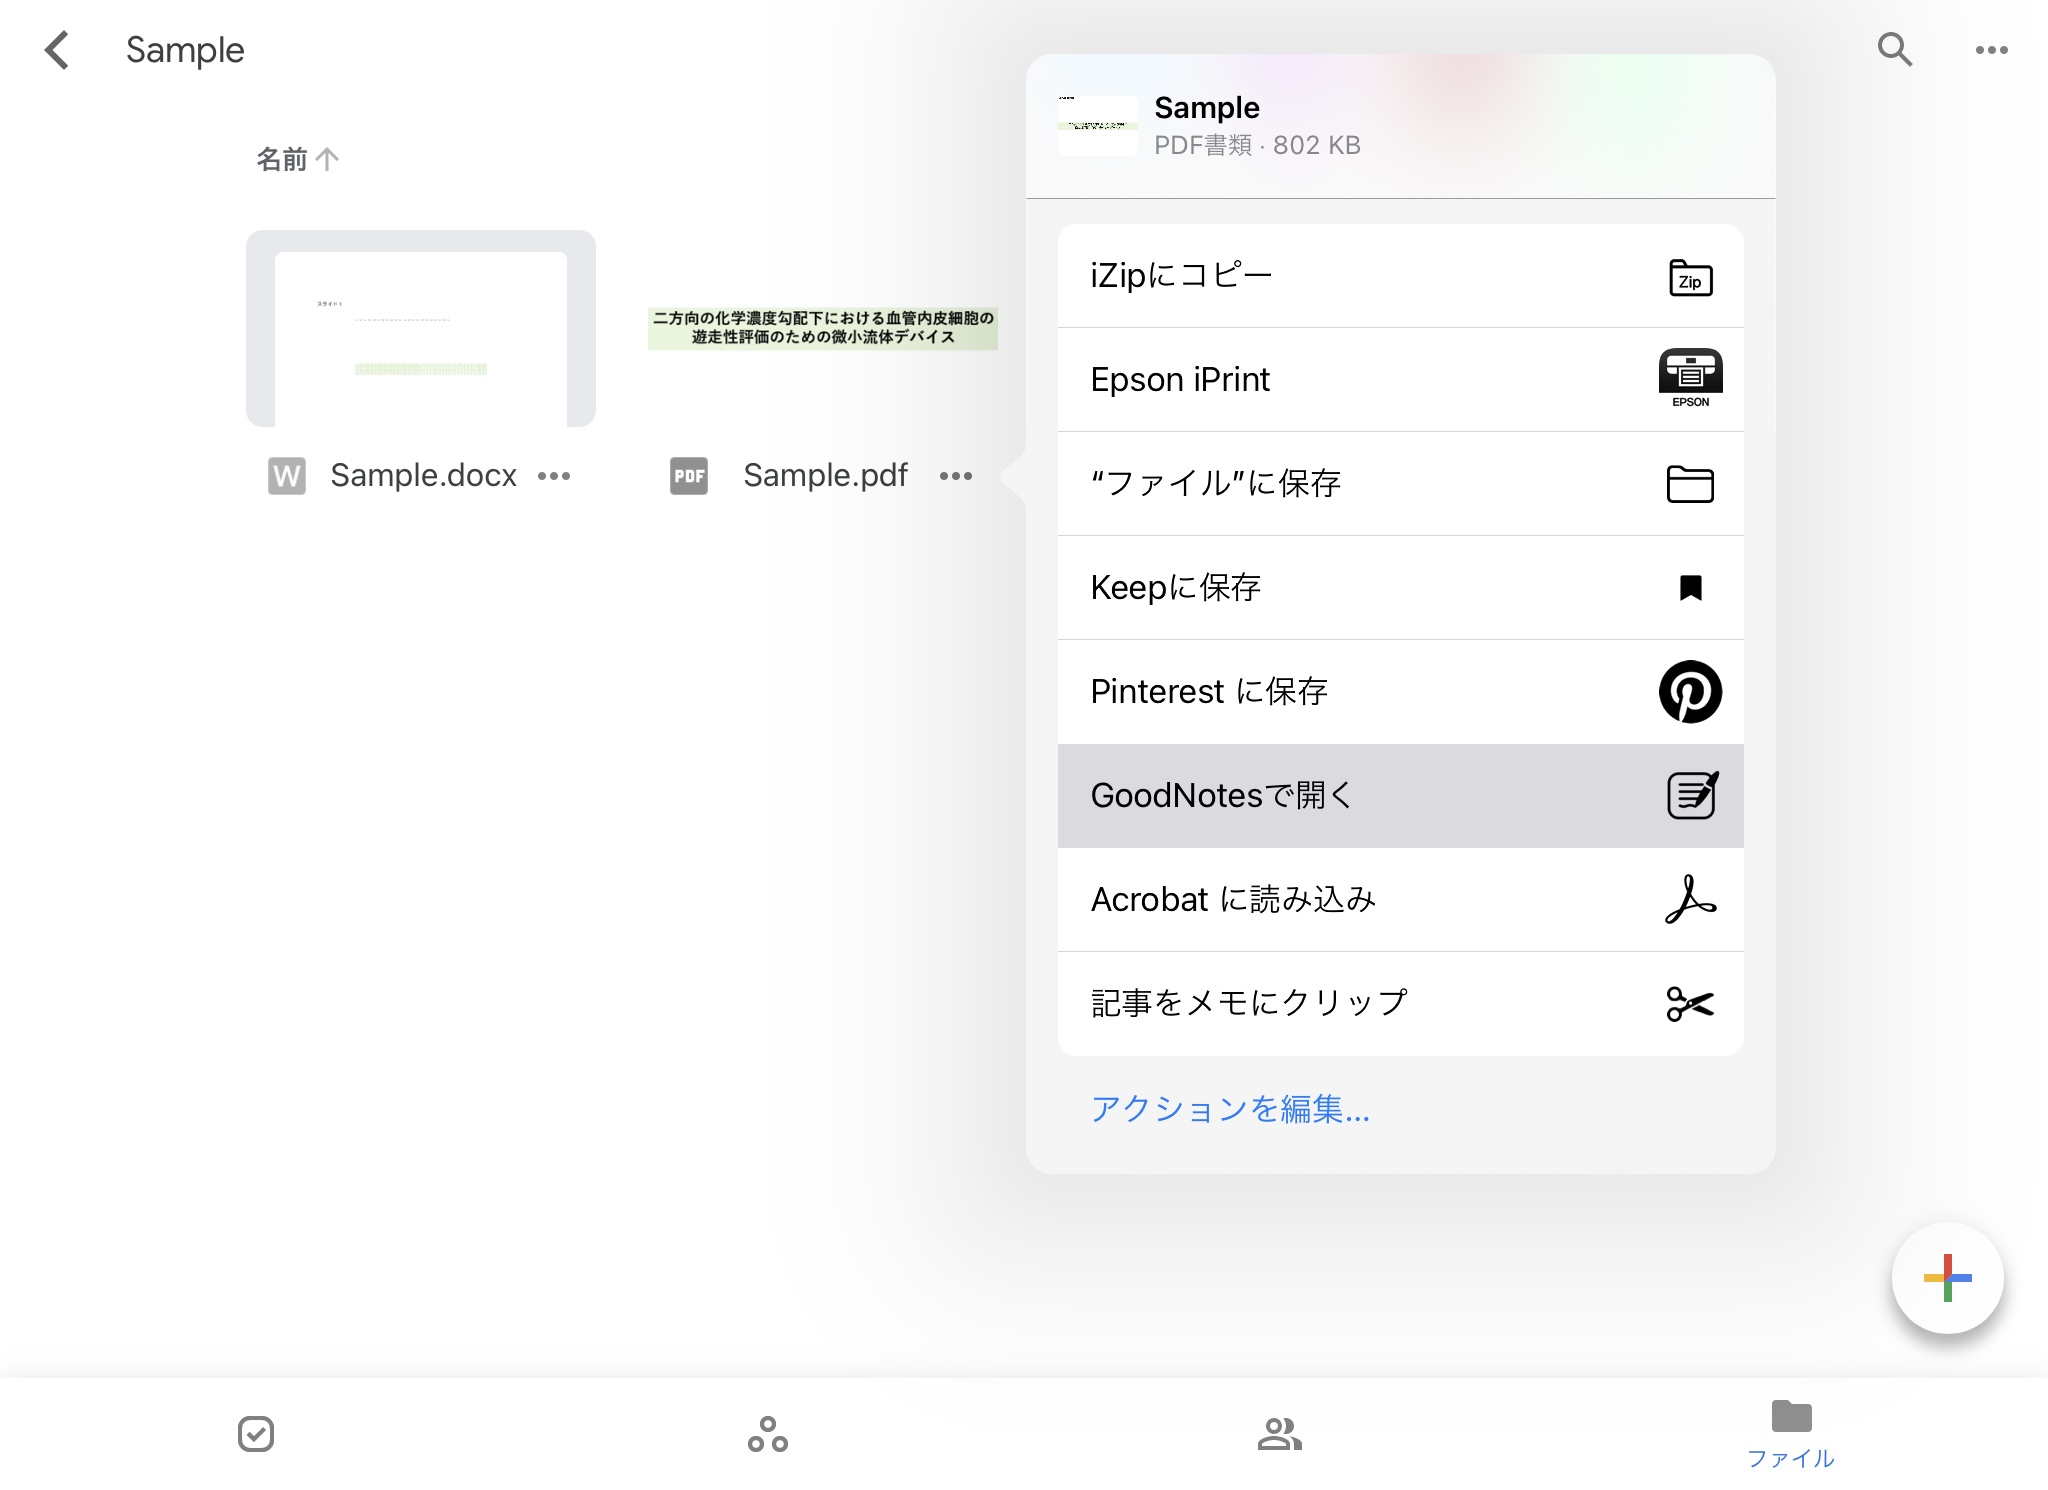 Sample
名前
スライド 1
Sample.docx
二方向の化学濃度勾配下における血管内皮細胞の
遊走性評価のための微小流体デバイス
PDF
Sample.pdf
W
Sample
PDF書類 · 802 KB
iZipにコピー
Zip
Epson iPrint
EPSON
“ファイル”に保存
Keepに保存
Pinterest に保存
GoodNotesで開く
Acrobat に読み込み
記事をメモにクリップ
アクションを編集...
ファイル